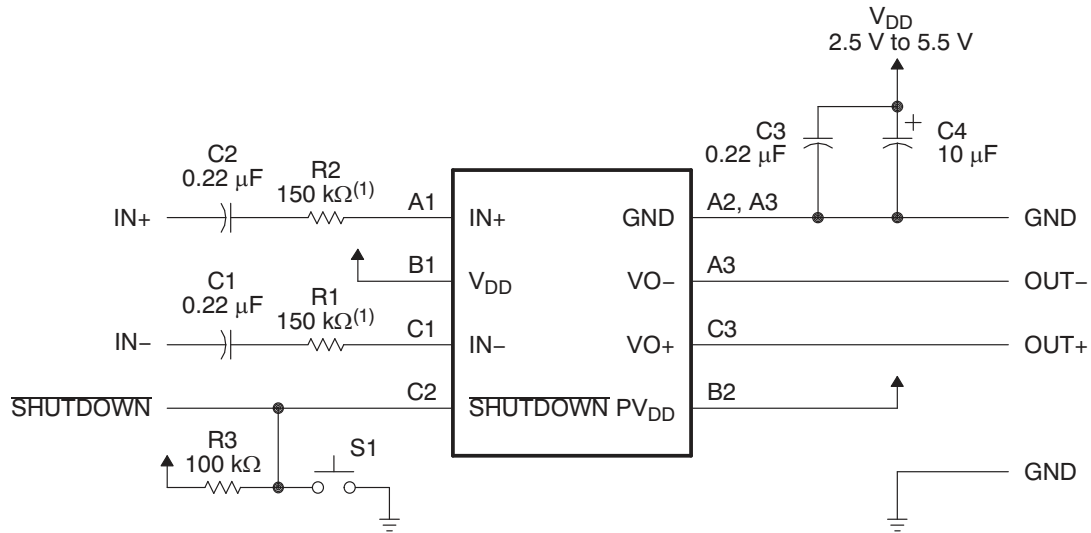 V_DD
2.5 V to 5.5 V
C3
0.22 μF
+
C4
10 μF
C2
0.22 μF
R2
150 kΩ(1)
IN+
A1
IN+
GND
A2, A3
GND
B1
V_DD
VO−
A3
OUT−
C1
0.22 μF
R1
150 kΩ(1)
IN−
C1
IN−
VO+
C3
OUT+
SHUTDOWN
C2
SHUTDOWN PV_DD
B2
R3
100 kΩ
S1
GND